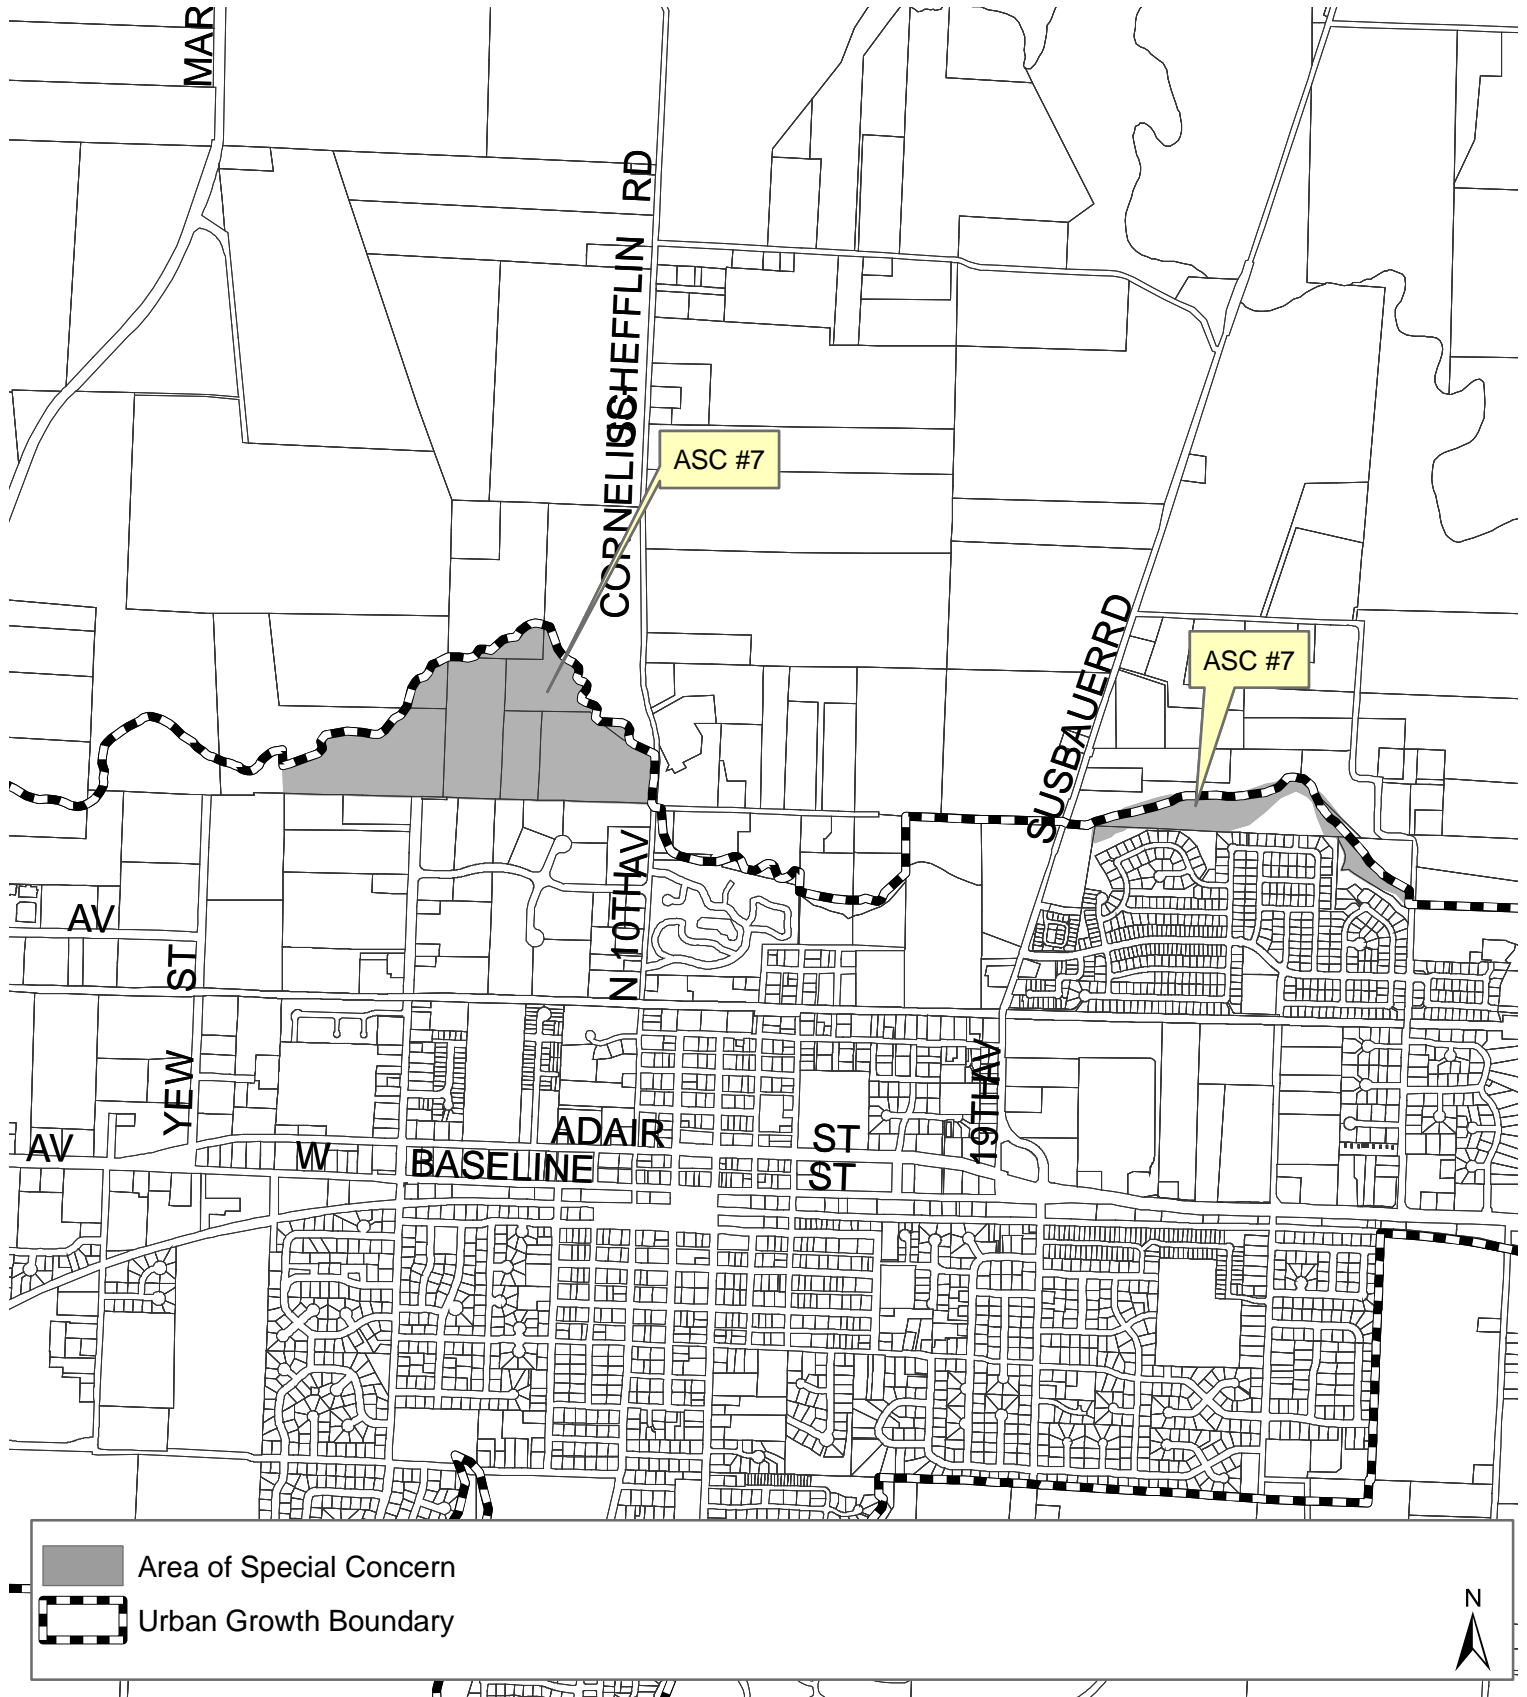 MAR
CORNELIUS-SCHEFFLIN RD
ASC #7
ASC #7
SUSBAUER RD
N 10TH AV
AV
ST
YEW
19TH AV
ADAIR ST
AV
W BASELINE ST
Area of Special Concern
Urban Growth Boundary
N